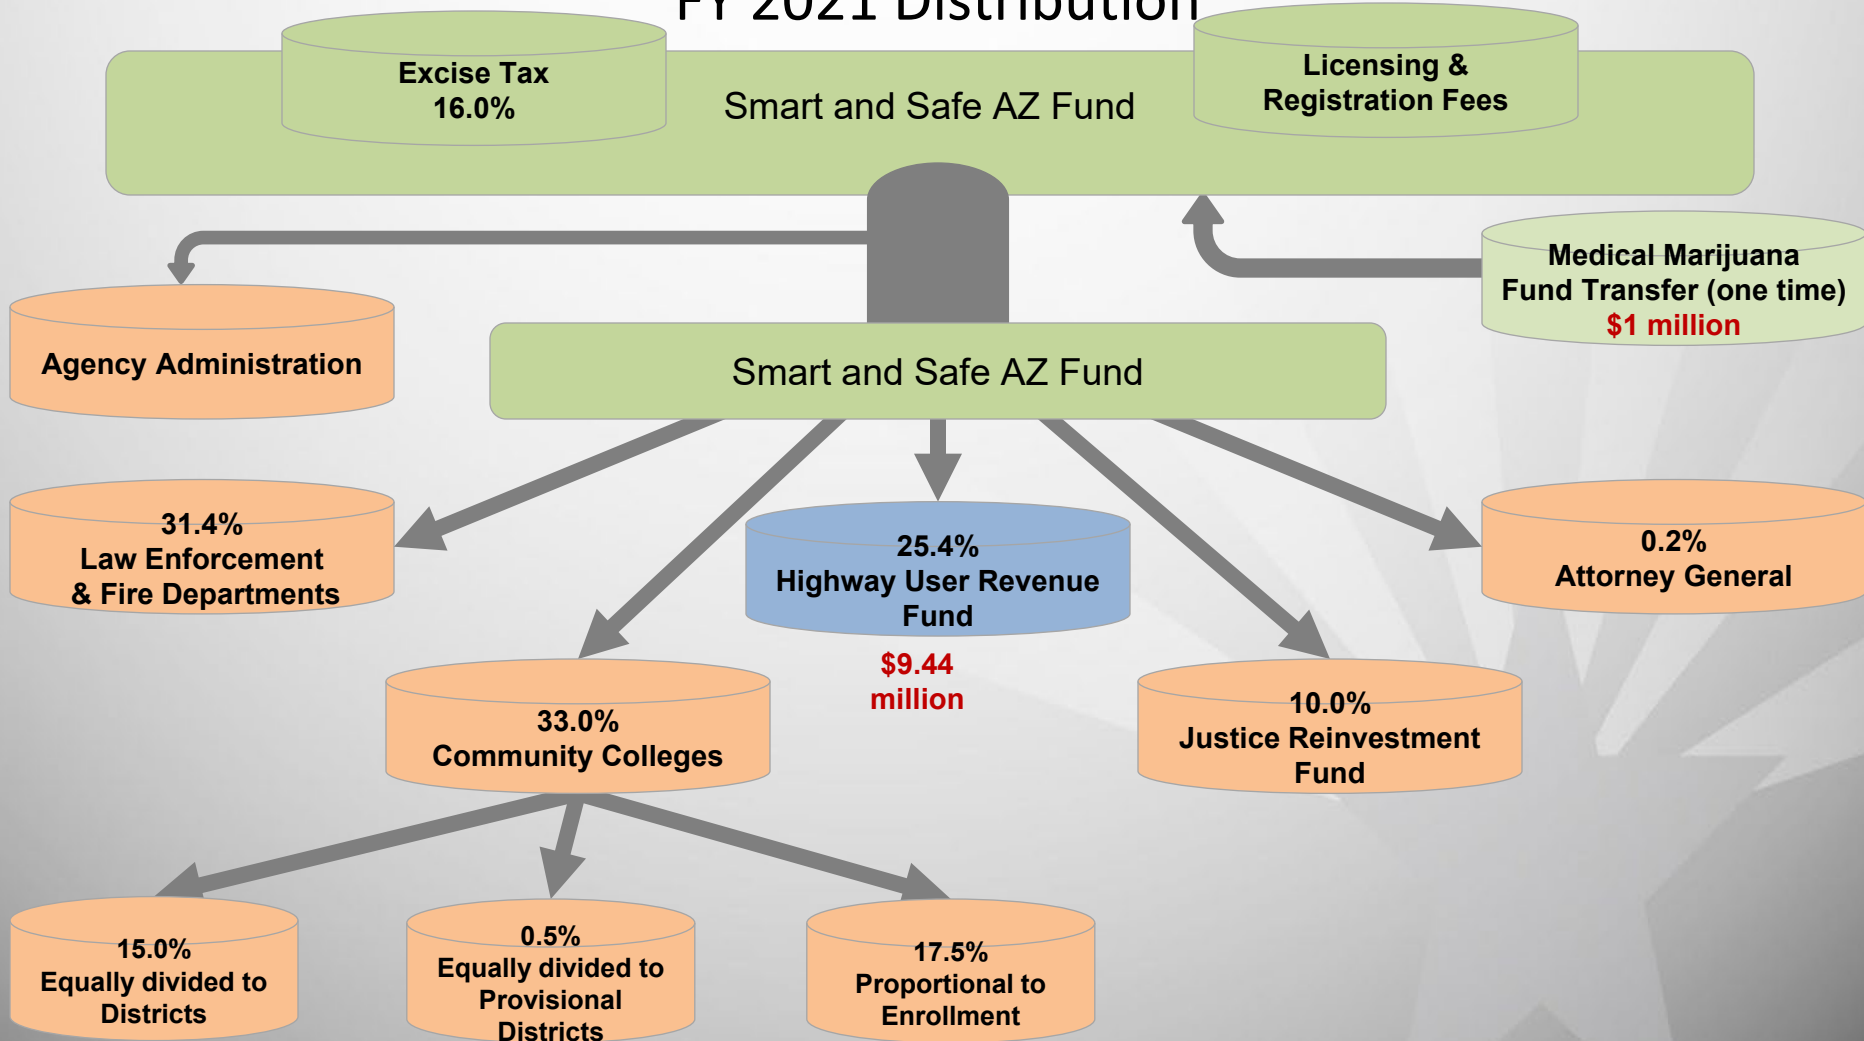 FY 2021 Distribution
Excise Tax
16.0%
Smart and Safe AZ Fund
Licensing &
Registration Fees
Medical Marijuana
Fund Transfer (one time)
$1 million
Agency Administration
Smart and Safe AZ Fund
31.4%
Law Enforcement
& Fire Departments
25.4%
Highway User Revenue
Fund
$9.44
million
0.2%
Attorney General
33.0%
Community Colleges
10.0%
Justice Reinvestment
Fund
15.0%
Equally divided to
Districts
0.5%
Equally divided to
Provisional
Districts
17.5%
Proportional to
Enrollment